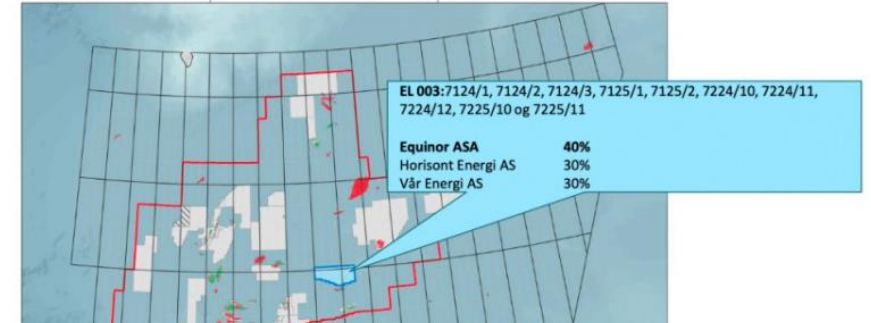 EL 003:7124/1, 7124/2, 7124/3, 7125/1, 7125/2, 7224/10, 7224/11,
7224/12, 7225/10 og 7225/11
Equinor ASA 40%
Horisont Energi AS 30%
Vår Energi AS 30%